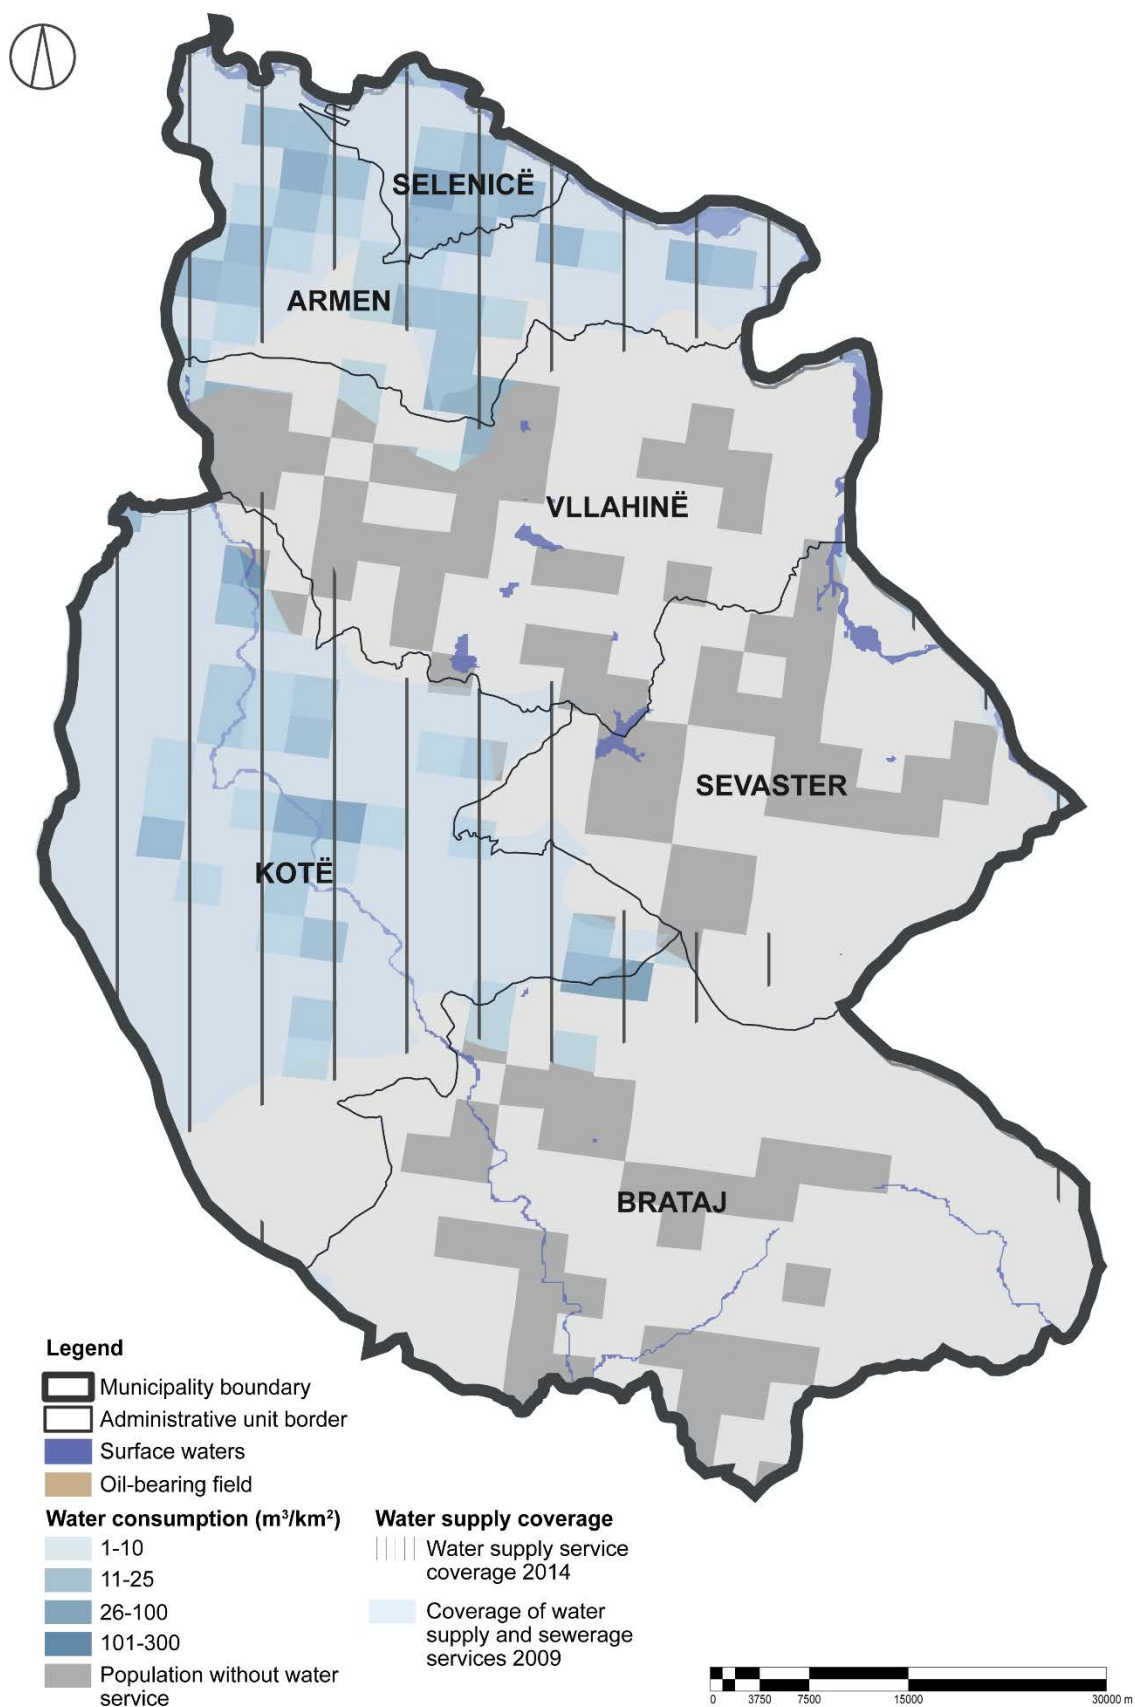 SELENICË
ARMEN
VLLAHINË
SEVASTER
KOTË
BRATAJ
Legend
Municipality boundary
Administrative unit border
Surface waters
Oil-bearing field
Water consumption (m³/km²)
1-10
11-25
26-100
101-300
Population without water
service
Water supply coverage
Water supply service
coverage 2014
Coverage of water
supply and sewerage
services 2009
0 3750 7500 15000 30000 m